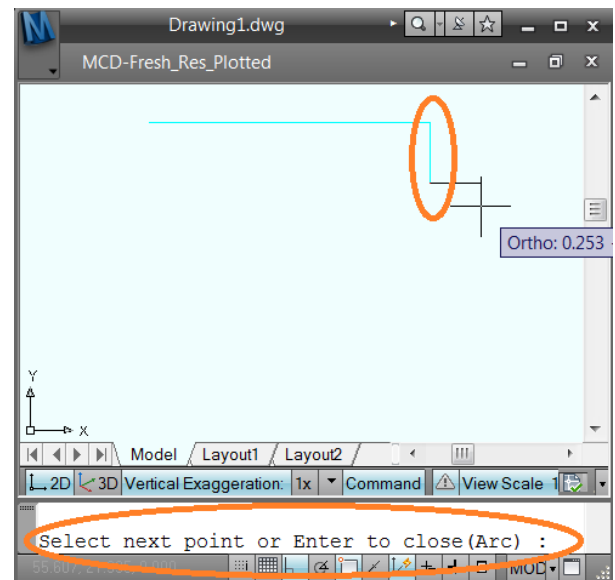 Drawing1.dwg
MCD-Fresh_Res_Plotted
Ortho: 0.253
Y
X
Model Layout1 Layout2
2D 3D Vertical Exaggeration: 1x Command View Scale 1
Select next point or Enter to close(Arc) :
MOD